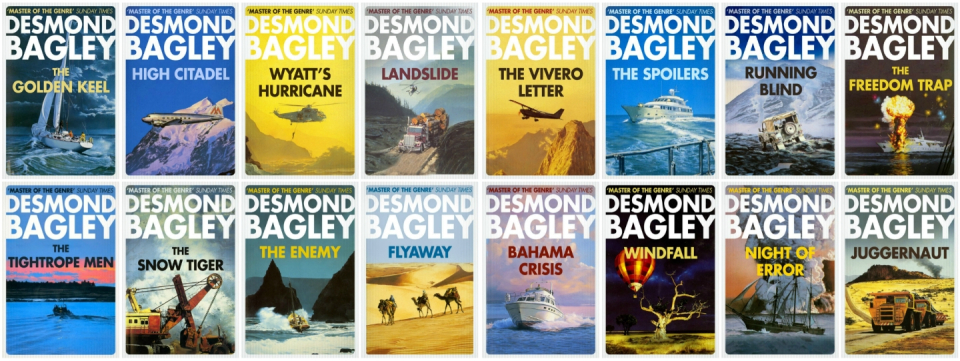 'MASTER OF THE GENRE' SUNDAY TIMES
DESMOND
BAGLEY
THE
GOLDEN KEEL
'MASTER OF THE GENRE' SUNDAY TIMES
DESMOND
BAGLEY
HIGH CITADEL
'MASTER OF THE GENRE' SUNDAY TIMES
DESMOND
BAGLEY
WYATT'S
HURRICANE
'MASTER OF THE GENRE' SUNDAY TIMES
DESMOND
BAGLEY
LANDSLIDE
'MASTER OF THE GENRE' SUNDAY TIMES
DESMOND
BAGLEY
THE VIVERO
LETTER
'MASTER OF THE GENRE' SUNDAY TIMES
DESMOND
BAGLEY
THE SPOILERS
'MASTER OF THE GENRE' SUNDAY TIMES
DESMOND
BAGLEY
RUNNING
BLIND
'MASTER OF THE GENRE' SUNDAY TIMES
DESMOND
BAGLEY
THE
FREEDOM TRAP
'MASTER OF THE GENRE' SUNDAY TIMES
DESMOND
BAGLEY
THE
TIGHTROPE MEN
'MASTER OF THE GENRE' SUNDAY TIMES
DESMOND
BAGLEY
THE
SNOW TIGER
'MASTER OF THE GENRE' SUNDAY TIMES
DESMOND
BAGLEY
THE ENEMY
'MASTER OF THE GENRE' SUNDAY TIMES
DESMOND
BAGLEY
FLYAWAY
'MASTER OF THE GENRE' SUNDAY TIMES
DESMOND
BAGLEY
BAHAMA
CRISIS
'MASTER OF THE GENRE' SUNDAY TIMES
DESMOND
BAGLEY
WINDFALL
'MASTER OF THE GENRE' SUNDAY TIMES
DESMOND
BAGLEY
NIGHT OF
ERROR
'MASTER OF THE GENRE' SUNDAY TIMES
DESMOND
BAGLEY
JUGGERNAUT